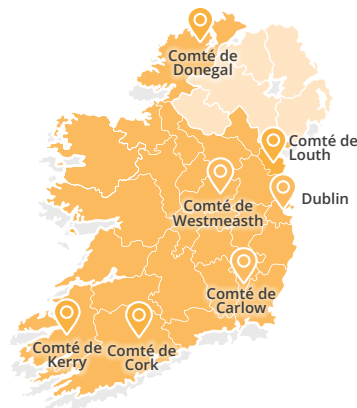 Comté de
Donegal
Comté de
Louth
Dublin
Comté de
Westmeasth
Comté de
Carlow
Comté de
Kerry
Comté de
Cork